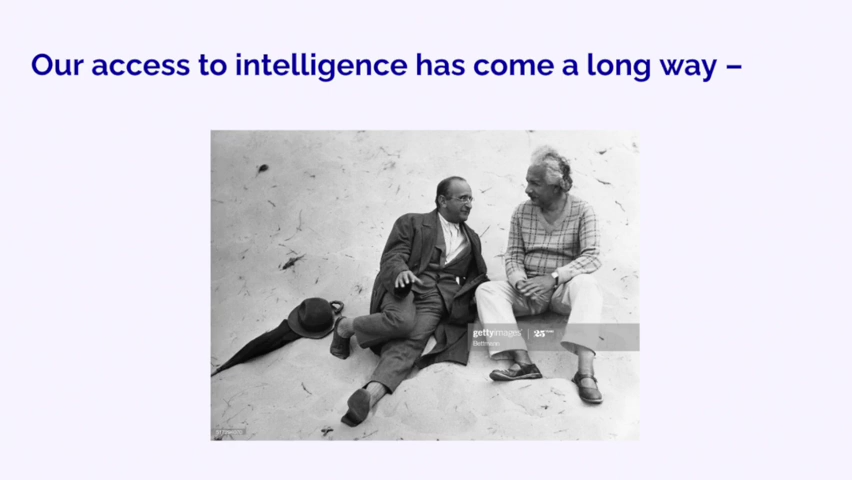 Our access to intelligence has come a long way –
gettyimages®
Bettmann